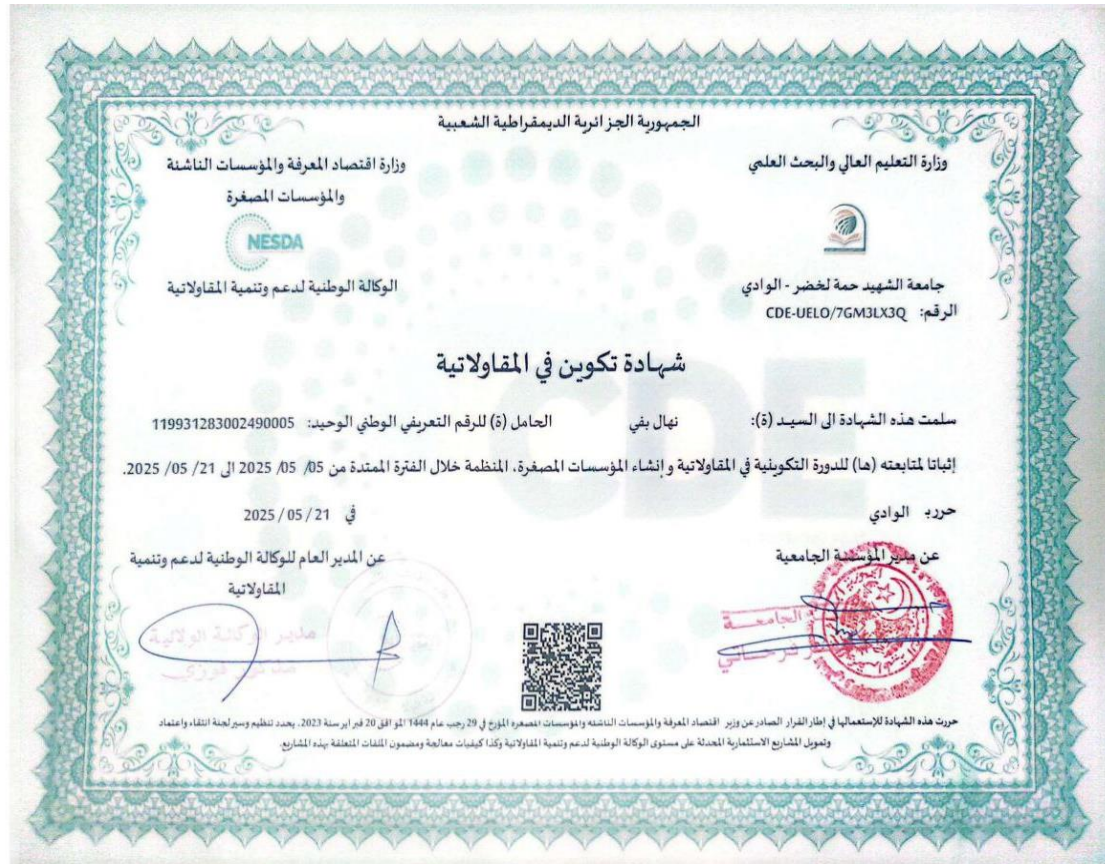 الجمهورية الجزائرية الديمقراطية الشعبية
وزارة التعليم العالي والبحث العلمي
وزارة اقتصاد المعرفة والمؤسسات الناشئة
والمؤسسات المصغرة
NESDA
جامعة الشهيد حمة لخضر - الوادي
الوكالة الوطنية لدعم وتنمية المقاولاتية
الرقم: CDE-UELO/7GM3LX3Q
CDE
شهادة تكوين في المقاولاتية
سلمت هذه الشهادة الى السيد (ة): نهال بفي الحامل (ة) للرقم التعريفي الوطني الوحيد: 119931283002490005
إثباتا لمتابعته (ها) للدورة التكوينية في المقاولاتية و إنشاء المؤسسات المصغرة، المنظمة خلال الفترة الممتدة من 05/ 05/ 2025 الى 21/ 05/ 2025.
حرر بـ الوادي في 21 / 05 / 2025
عن مدير المؤسسة الجامعية
عن المدير العام للوكالة الوطنية لدعم وتنمية
المقاولاتية
الجامعة
مدير الوكالة الولائية
حررت هذه الشهادة للإستعمالها في إطار القرار الصادر عن وزير اقتصاد المعرفة والمؤسسات الناشئة والمؤسسات المصغرة المؤرخ في 29 رجب عام 1444 الموافق 20 فبراير سنة 2023، يحدد تنظيم وسير لجنة انتقاء واعتماد
وتمويل المشاريع الاستثمارية المحدثة على مستوى الوكالة الوطنية لدعم وتنمية المقاولاتية وكذا كيفيات معالجة ومضمون الملفات المتعلقة بهذه المشاريع.